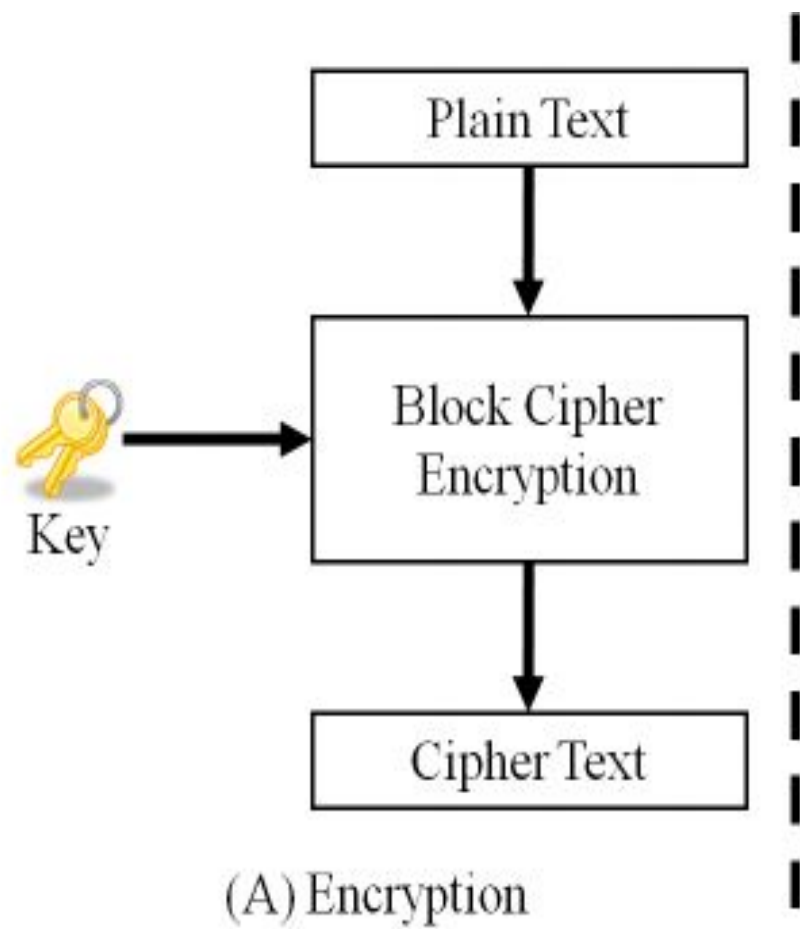 Plain Text
Block Cipher
Encryption
Key
Cipher Text
(A) Encryption